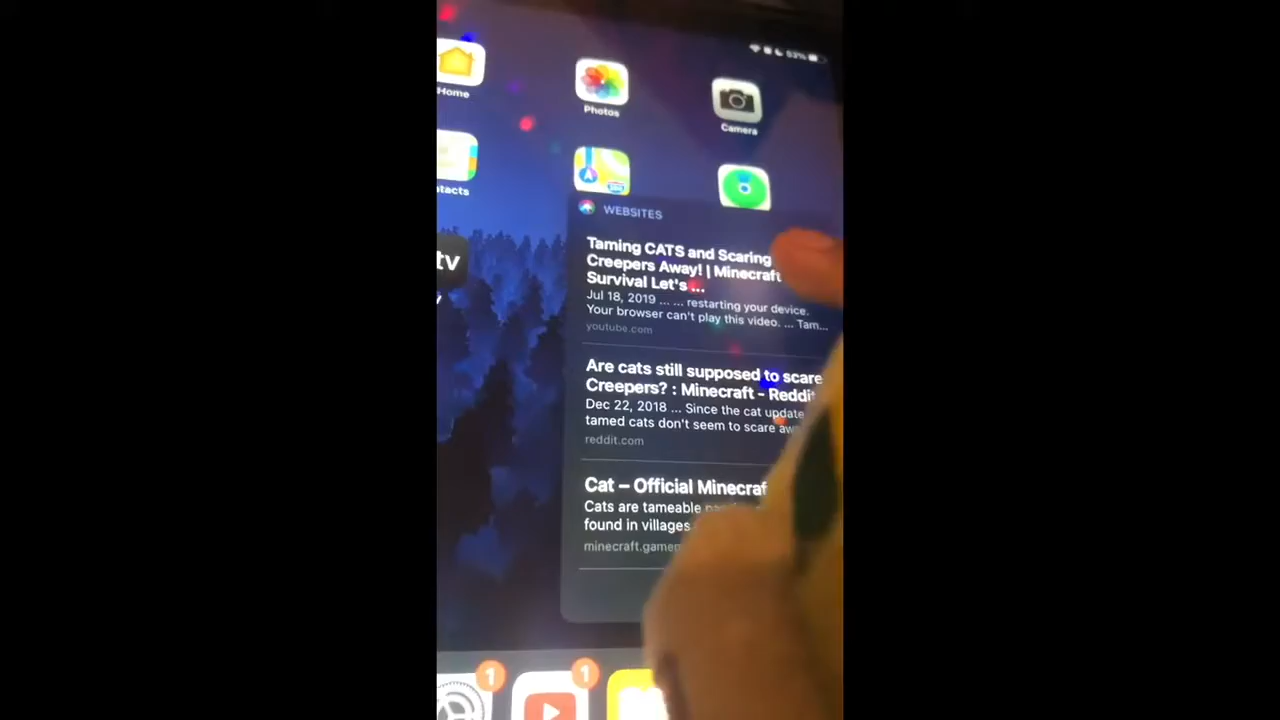 53%
Home
Photos
Camera
ntacts
tv
WEBSITES
Taming CATS and Scaring
Creepers Away! | Minecraft
Survival Let's ...
Jul 18, 2019 ... ... restarting your device.
Your browser can't play this video. ... Tam...
youtube.com
Are cats still supposed to scare
Creepers? : Minecraft - Reddit
Dec 22, 2018 ... Since the cat update
tamed cats don't seem to scare aw
reddit.com
Cat – Official Minecraf
Cats are tameable
found in villages
minecraft.gamep
1
1